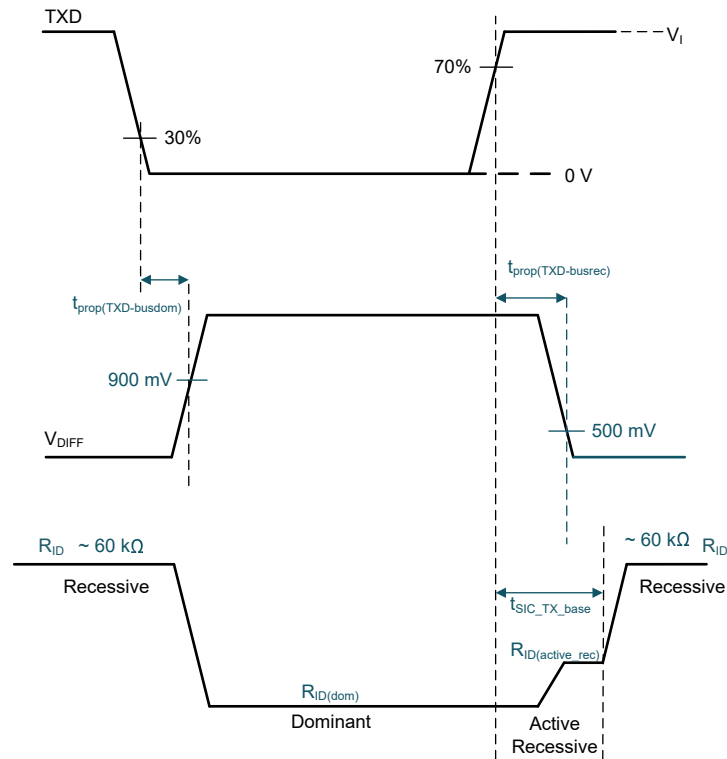 TXD
V_I
70%
30%
0 V
t_prop(TXD-busrec)
t_prop(TXD-busdom)
900 mV
500 mV
V_DIFF
R_ID ~ 60 kΩ
~ 60 kΩ
R_ID
Recessive
Recessive
t_SIC_TX_base
R_ID(active_rec)
R_ID(dom)
Dominant
Active
Recessive